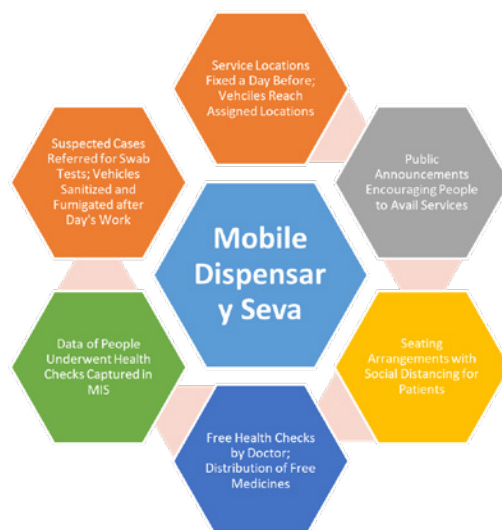 Service Locations
Fixed a Day Before;
Vehciles Reach
Assigned Locations
Public
Announcements
Encouraging People
to Avail Services
Seating
Arrangements with
Social Distancing for
Patients
Free Health Checks
by Doctor;
Distribution of Free
Medicines
Data of People
Underwent Health
Checks Captured in
MIS
Suspected Cases
Referred for Swab
Tests; Vehicles
Sanitized and
Fumigated after
Day's Work
Mobile
Dispensar
y Seva